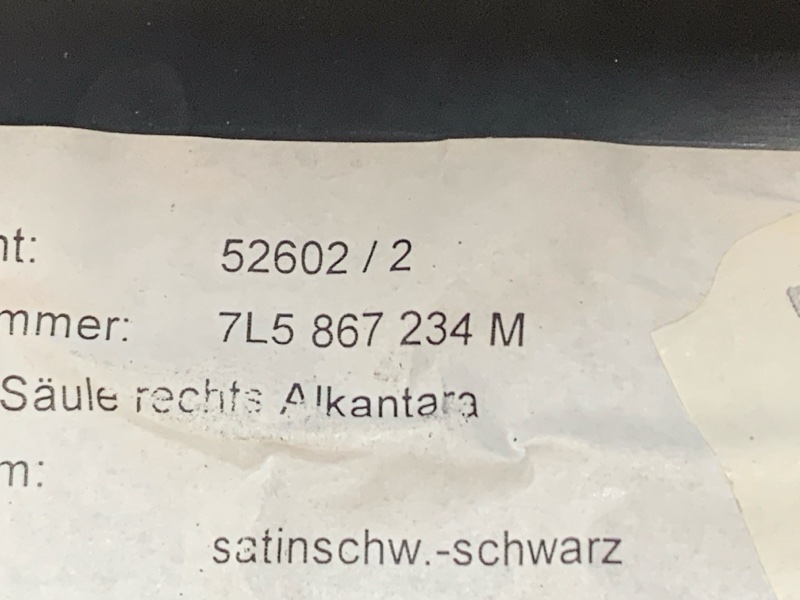 nt: 52602 / 2
mmer: 7L5 867 234 M
Säule rechts Alkantara
m:
satinschw.-schwarz